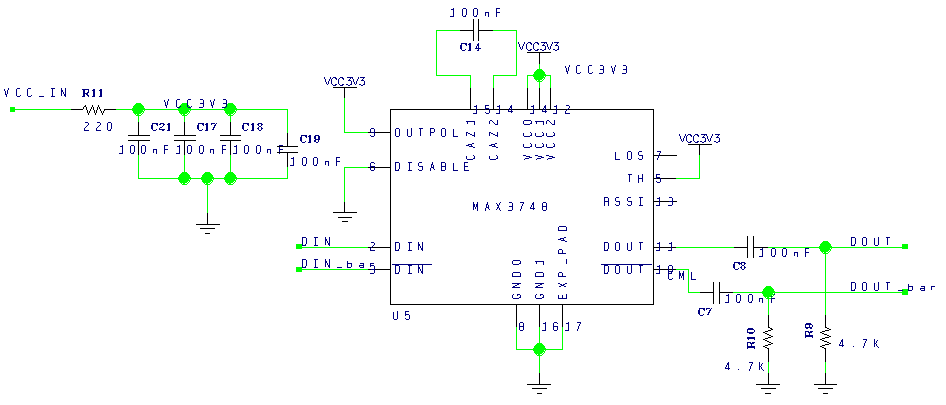 100nF
C14
VCC3V3
VCC3V3
VCC3V3
VCC_IN
R11
220
VCC3V3
C21
C17
C18
C19
100nF
100nF
100nF
100nF
15
14
1
4
12
CAZ1
CAZ2
VCC0
VCC1
VCC2
9
OUTPOL
6
DISABLE
LOS
7
VCC3V3
TH
5
RSSI
13
MAX3748
DIN
2
DIN
DIN_ba
3
DIN
DOUT
11
DOUT
10
CML
C8
100nF
DOUT
C7
100nF
DOUT_bar
GND0
GND1
EXP_PAD
U5
8
16
17
R10
4.7K
R9
4.7K